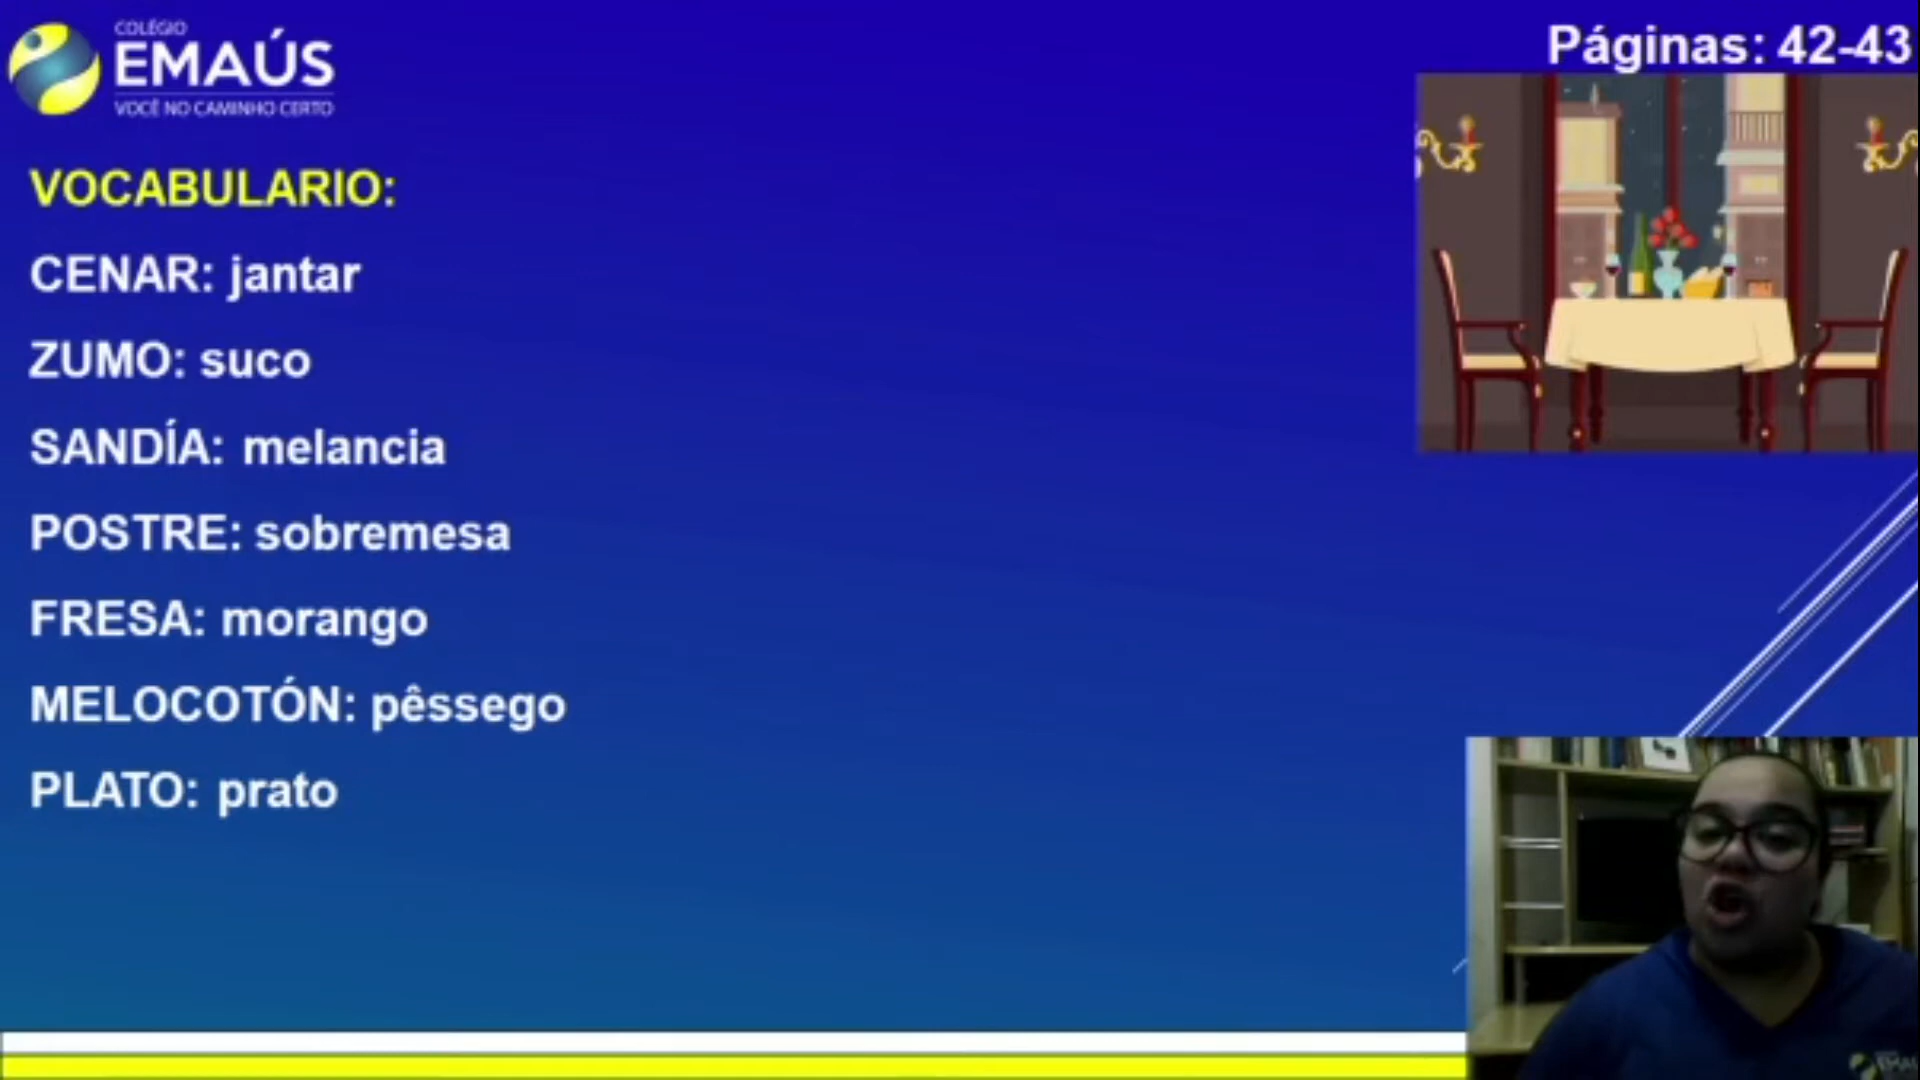 COLÉGIO
EMAÚS
VOCÊ NO CAMINHO CERTO
Páginas: 42-43
VOCABULARIO:
CENAR: jantar
ZUMO: suco
SANDÍA: melancia
POSTRE: sobremesa
FRESA: morango
MELOCOTÓN: pêssego
PLATO: prato